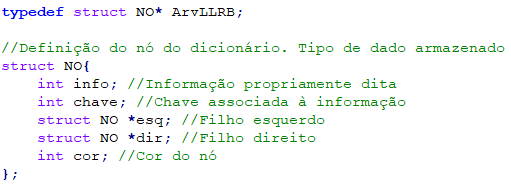 typedef struct NO* ArvLLRB;
//Definição do nó do dicionário. Tipo de dado armazenado
struct NO{
int info; //Informação propriamente dita
int chave; //Chave associada à informação
struct NO *esq; //Filho esquerdo
struct NO *dir; //Filho direito
int cor; //Cor do nó
};